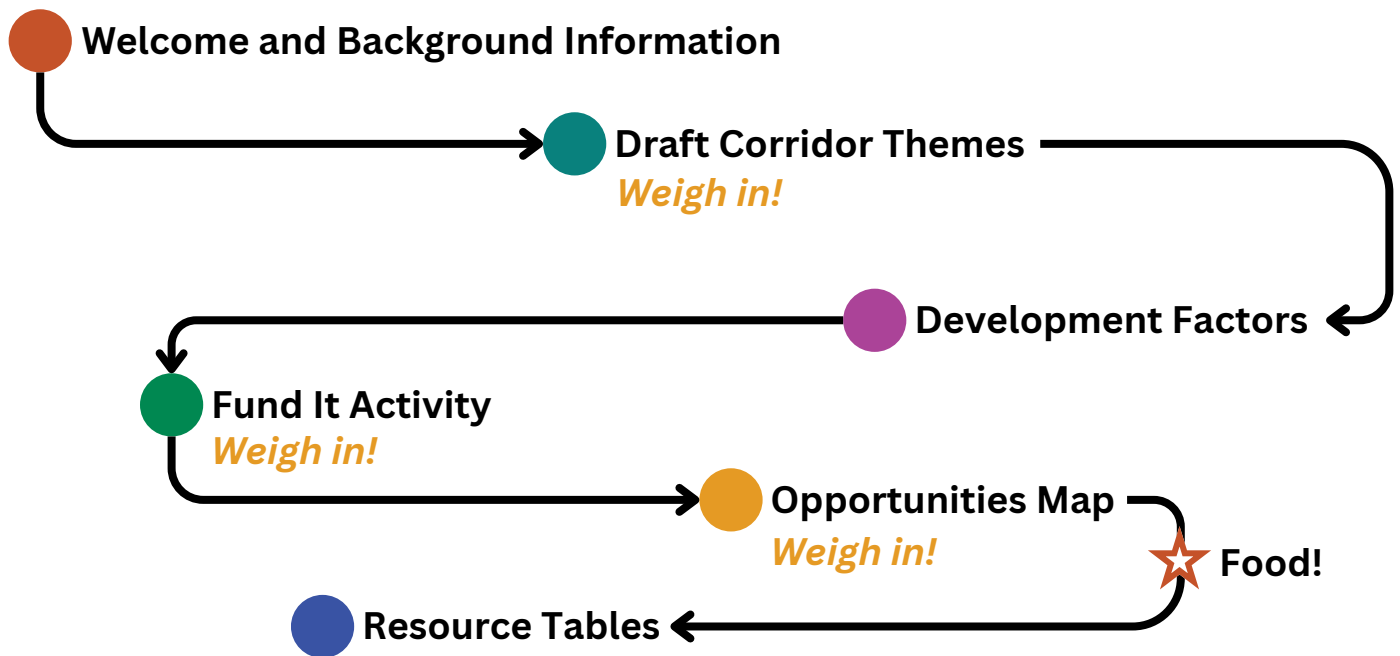 Welcome and Background Information
Draft Corridor Themes
Weigh in!
Development Factors
Fund It Activity
Weigh in!
Opportunities Map
Weigh in!
Food!
Resource Tables